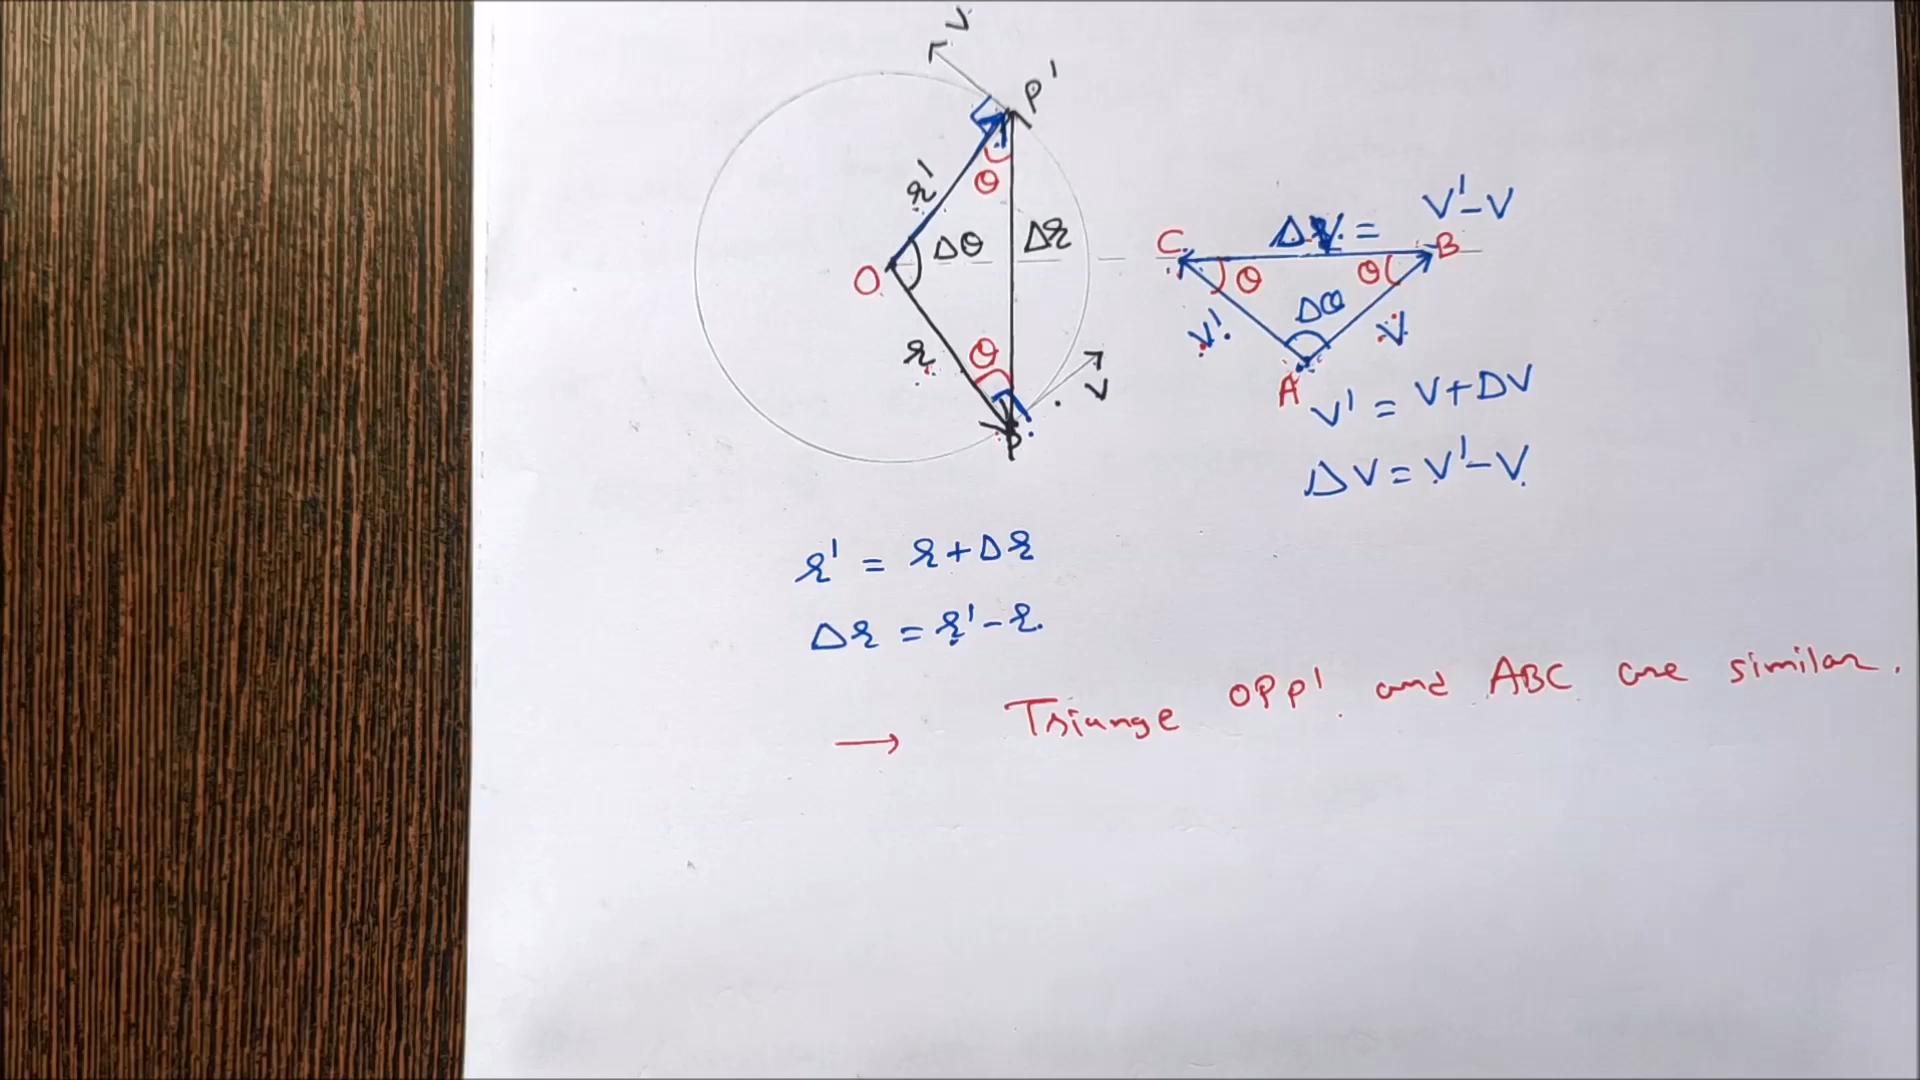 V
P'
r'
θ
Δθ
Δr
O
r
θ
V
P
ΔV = V'-V
C
B
θ
θ
Δθ
V'
V
A
V' = V+ΔV
ΔV = V'-V
r' = r+Δr
Δr = r'-r
→ Triange OPP' and ABC are similar.